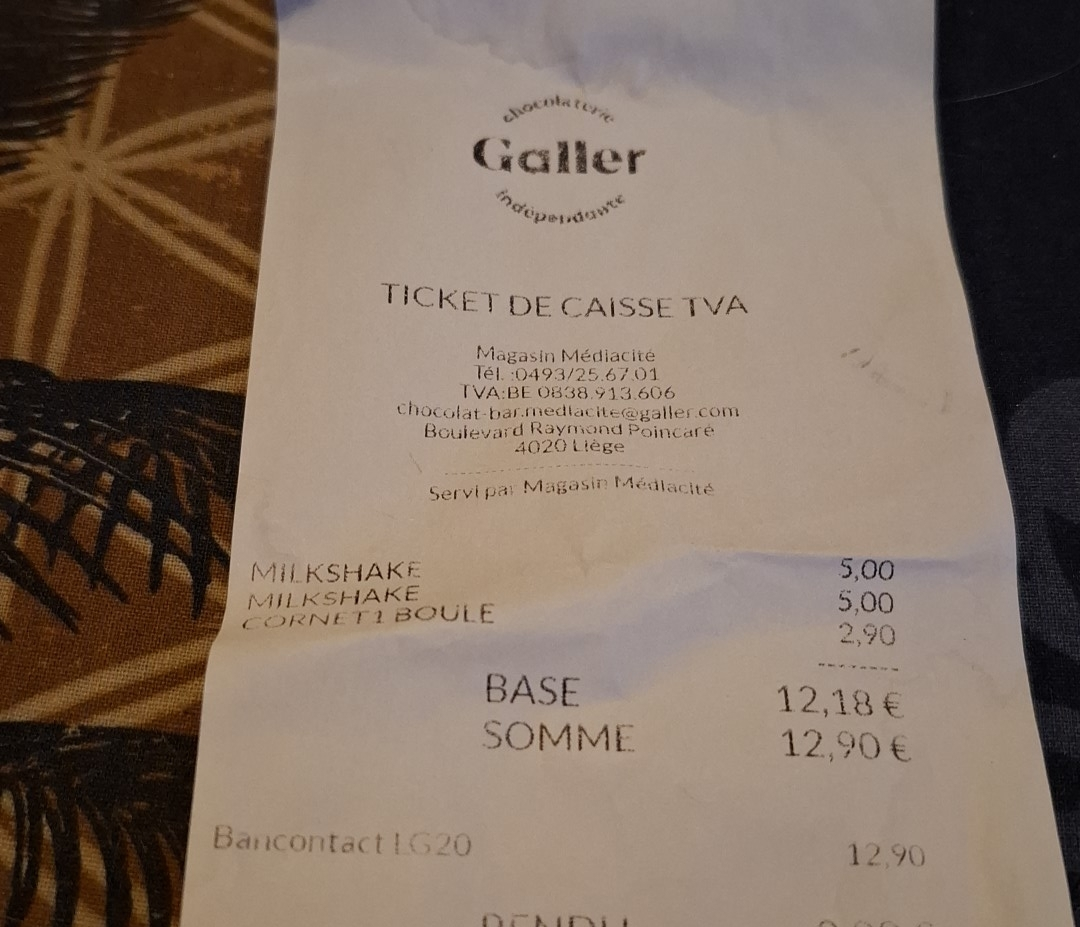 chocolaterie
Galler
indépendante
TICKET DE CAISSE TVA
Magasin Médiacité
Tél. :0493/25.67.01
TVA:BE 0838.913.606
chocolat-bar.mediacite@galler.com
Boulevard Raymond Poincaré
4020 Liège
Servi par Magasin Médiacité
MILKSHAKE 5,00
MILKSHAKE 5,00
CORNET 1 BOULE 2,90
BASE 12,18 €
SOMME 12,90 €
Bancontact LG20 12,90